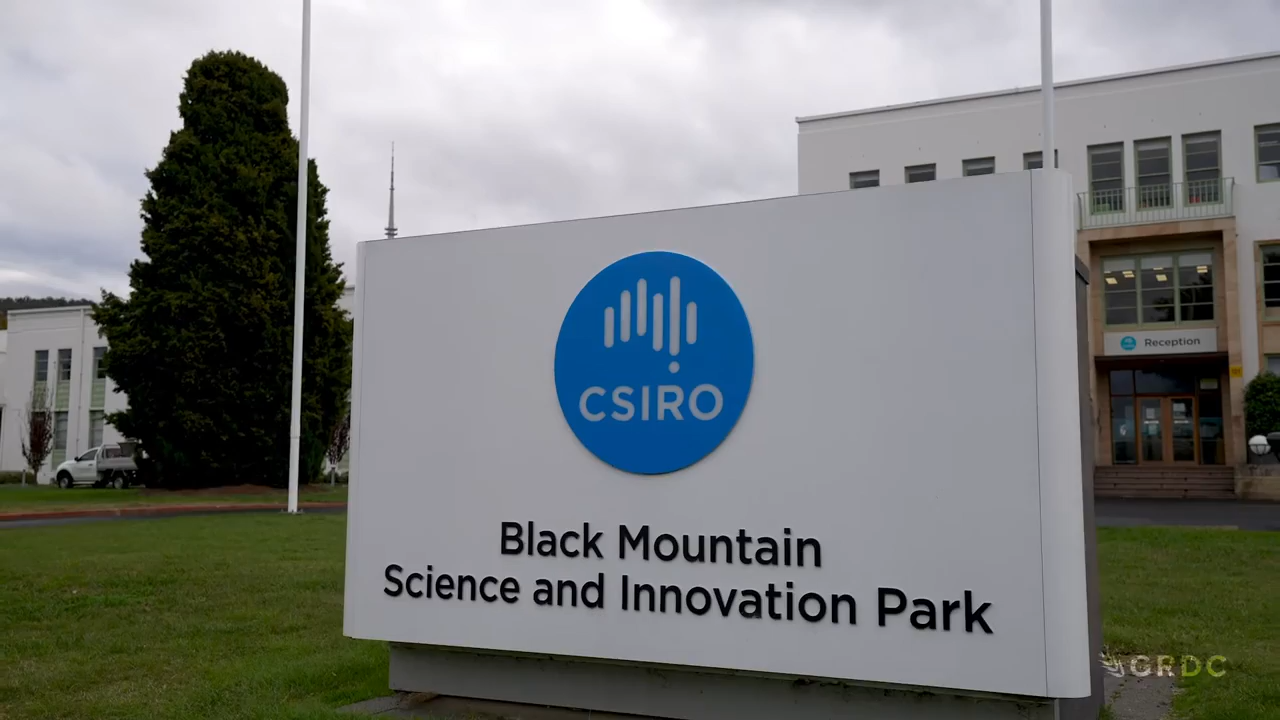 CSIRO
Black Mountain
Science and Innovation Park
Reception
GRDC